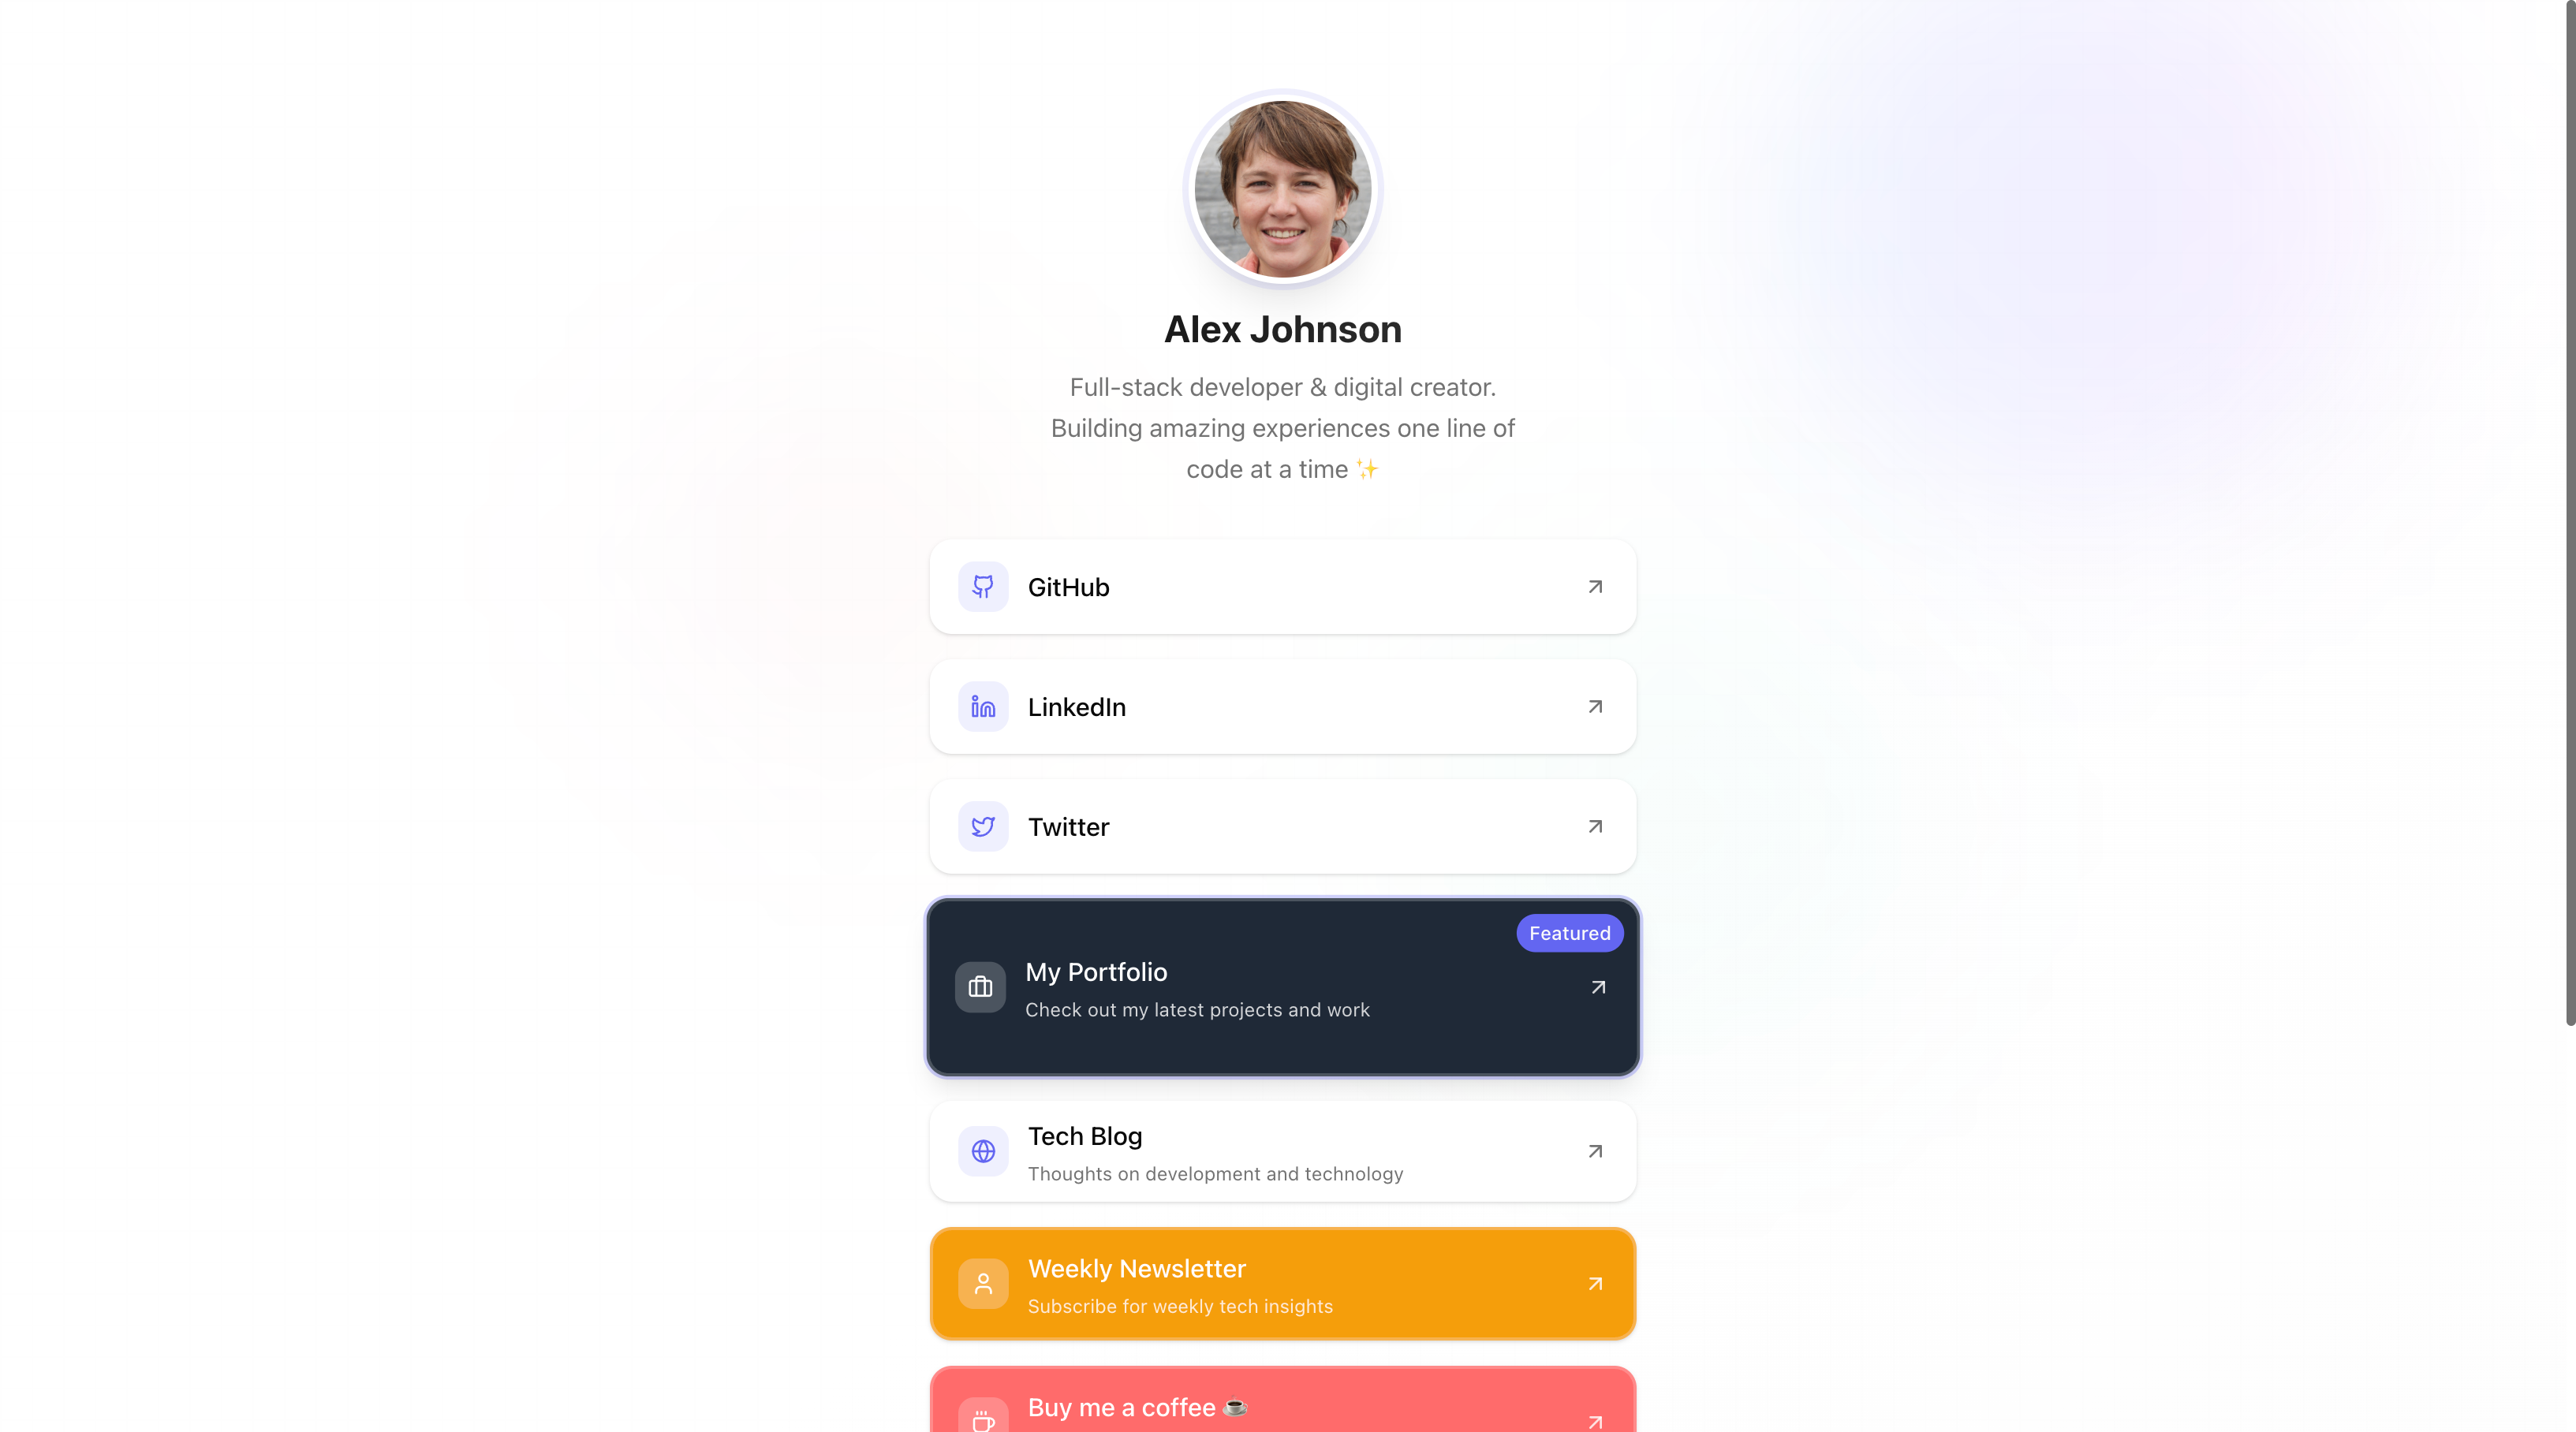 Alex Johnson
Full-stack developer & digital creator.
Building amazing experiences one line of
code at a time ✨
GitHub
LinkedIn
Twitter
Featured
My Portfolio
Check out my latest projects and work
Tech Blog
Thoughts on development and technology
Weekly Newsletter
Subscribe for weekly tech insights
Buy me a coffee ☕